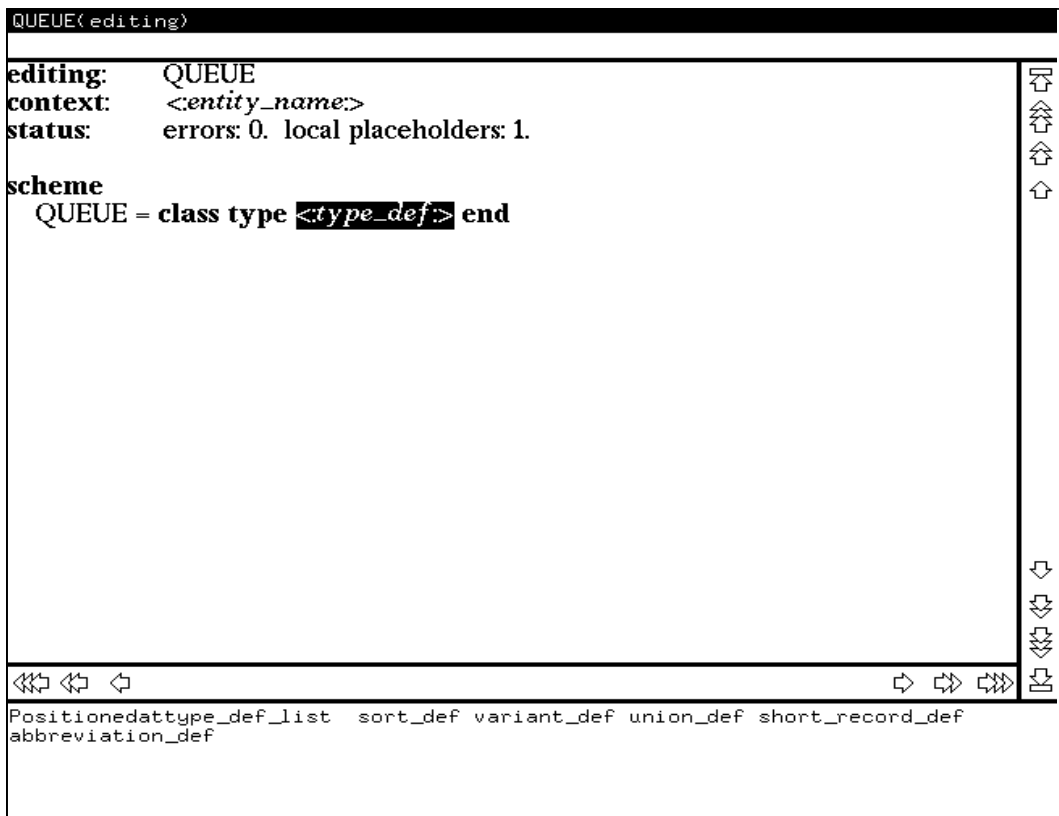 QUEUE(editing)
editing: QUEUE
context: <:entity_name:>
status: errors: 0. local placeholders: 1.
scheme
QUEUE = class type <:type_def:> end
Positionedattype_def_list sort_def variant_def union_def short_record_def
abbreviation_def